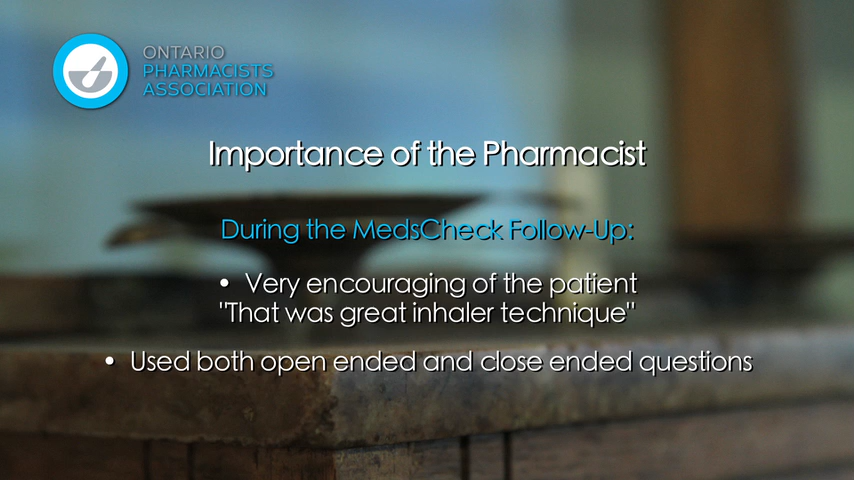 ONTARIO
PHARMACISTS
ASSOCIATION
Importance of the Pharmacist
During the MedsCheck Follow-Up:
• Very encouraging of the patient
"That was great inhaler technique"
• Used both open ended and close ended questions